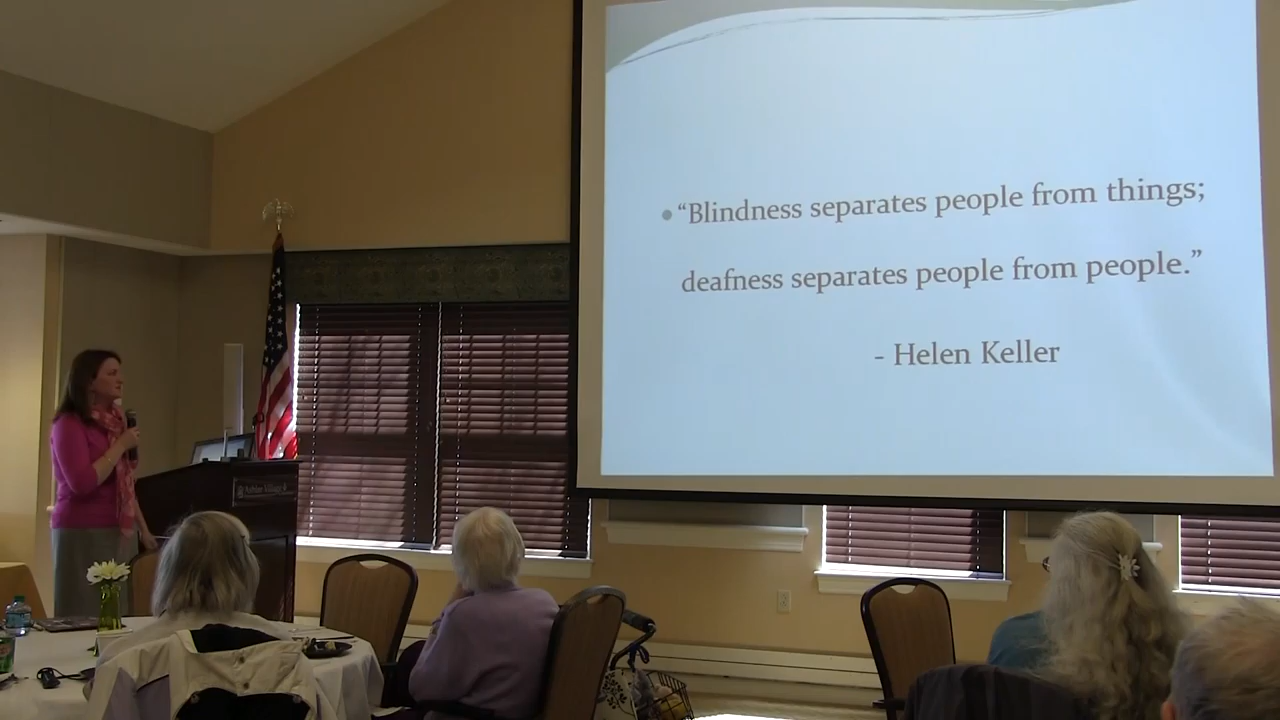 “Blindness separates people from things;
deafness separates people from people.”
- Helen Keller